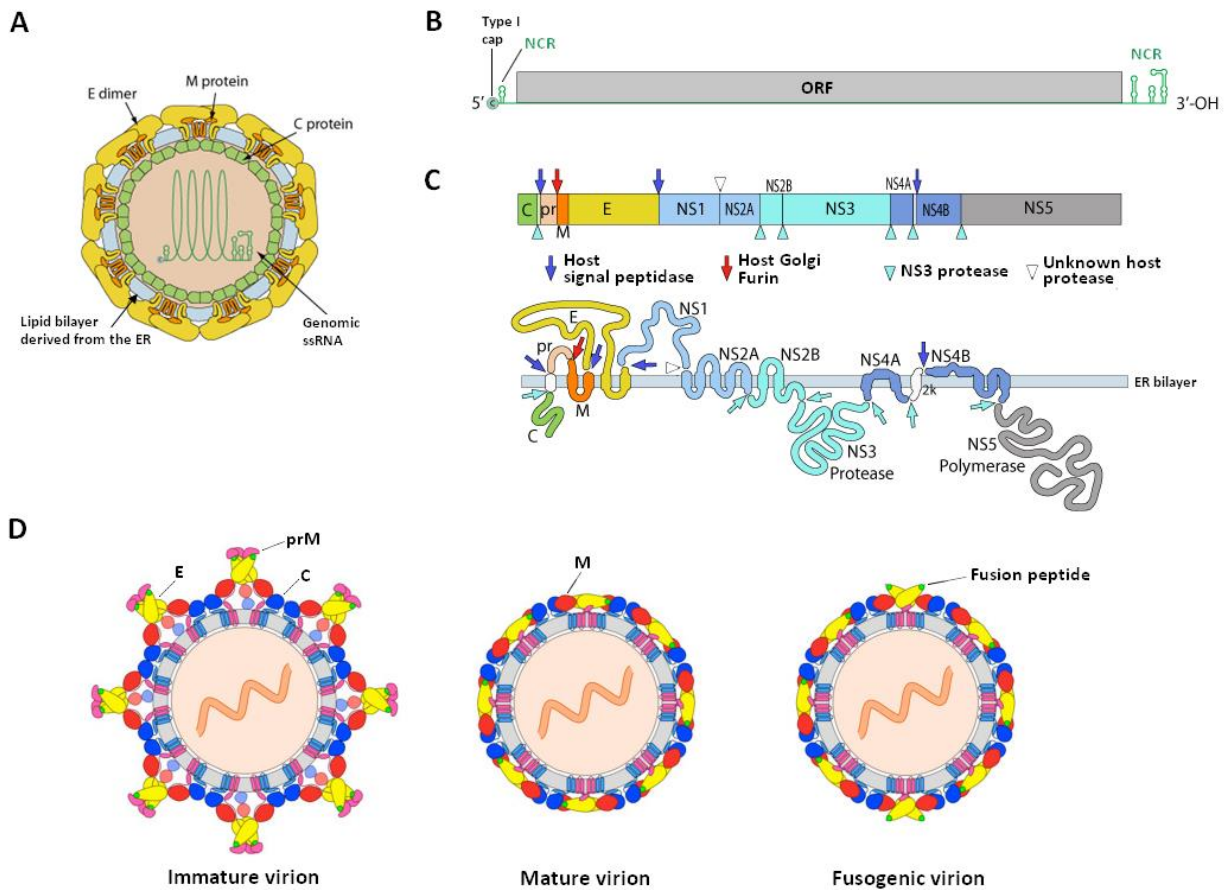 A
E dimer
M protein
C protein
Lipid bilayer
derived from the ER
Genomic
ssRNA
B
Type I
cap
NCR
NCR
5′
C
ORF
3′-OH
C
C
pr
M
E
NS1
NS2A
NS2B
NS3
NS4A
NS4B
NS5
Host
signal peptidase
Host Golgi
Furin
NS3 protease
Unknown host
protease
E
pr
M
C
NS1
NS2A
NS2B
NS3
Protease
NS4A
2k
NS4B
NS5
Polymerase
ER bilayer
D
prM
E
C
Immature virion
M
Mature virion
Fusion peptide
Fusogenic virion